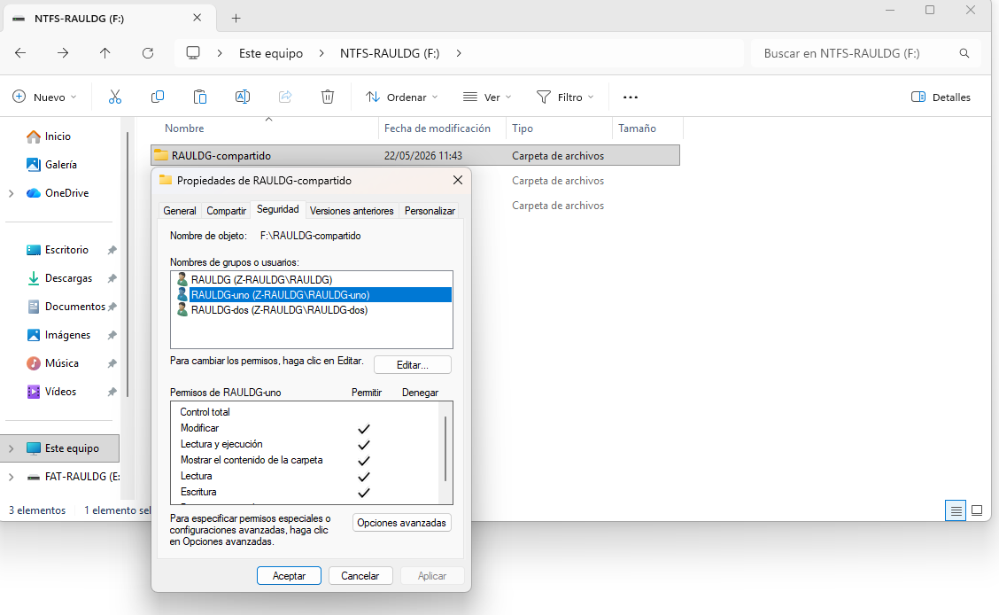 NTFS-RAULDG (F:)
Este equipo > NTFS-RAULDG (F:) >
Buscar en NTFS-RAULDG (F:)
Nuevo
Ordenar
Ver
Filtro
Detalles
Inicio
Galería
OneDrive
Escritorio
Descargas
Documentos
Imágenes
Música
Vídeos
Este equipo
FAT-RAULDG (E:
Nombre Fecha de modificación Tipo Tamaño
RAULDG-compartido 22/05/2026 11:43 Carpeta de archivos
Carpeta de archivos
Carpeta de archivos
Propiedades de RAULDG-compartido
General Compartir Seguridad Versiones anteriores Personalizar
Nombre de objeto: F:\RAULDG-compartido
Nombres de grupos o usuarios:
RAULDG (Z-RAULDG\RAULDG)
RAULDG-uno (Z-RAULDG\RAULDG-uno)
RAULDG-dos (Z-RAULDG\RAULDG-dos)
Para cambiar los permisos, haga clic en Editar.
Editar...
Permisos de RAULDG-uno Permitir Denegar
Control total
Modificar
Lectura y ejecución
Mostrar el contenido de la carpeta
Lectura
Escritura
Para especificar permisos especiales o
configuraciones avanzadas, haga clic
en Opciones avanzadas.
Opciones avanzadas
Aceptar Cancelar Aplicar
3 elementos 1 elemento sel